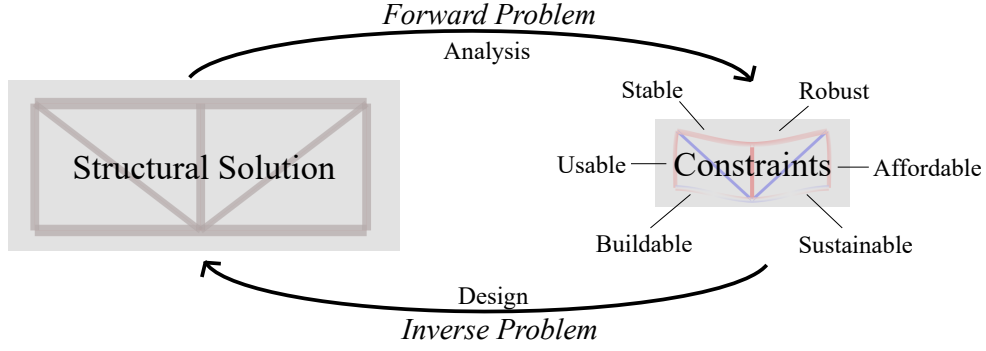 Forward Problem
Analysis
Stable
Robust
Structural Solution
Usable
Constraints
Affordable
Buildable
Sustainable
Design
Inverse Problem